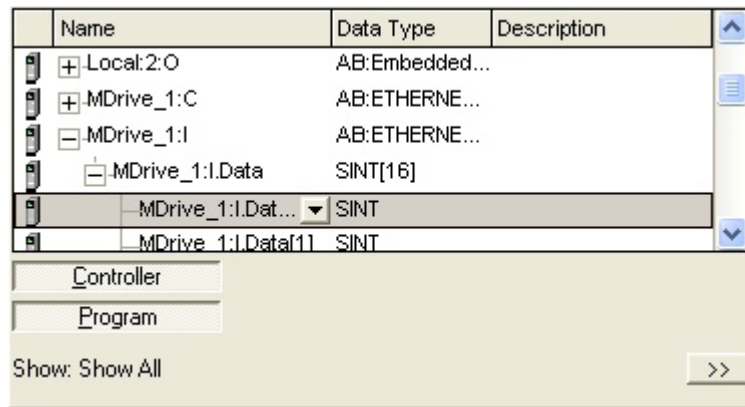 Name Data Type Description
Local:2:O AB:Embedded...
MDrive_1:C AB:ETHERNE...
MDrive_1:I AB:ETHERNE...
MDrive_1:I.Data SINT[16]
MDrive_1:I.Dat... SINT
MDrive_1:I.Data[1] SINT
Controller
Program
Show: Show All >>